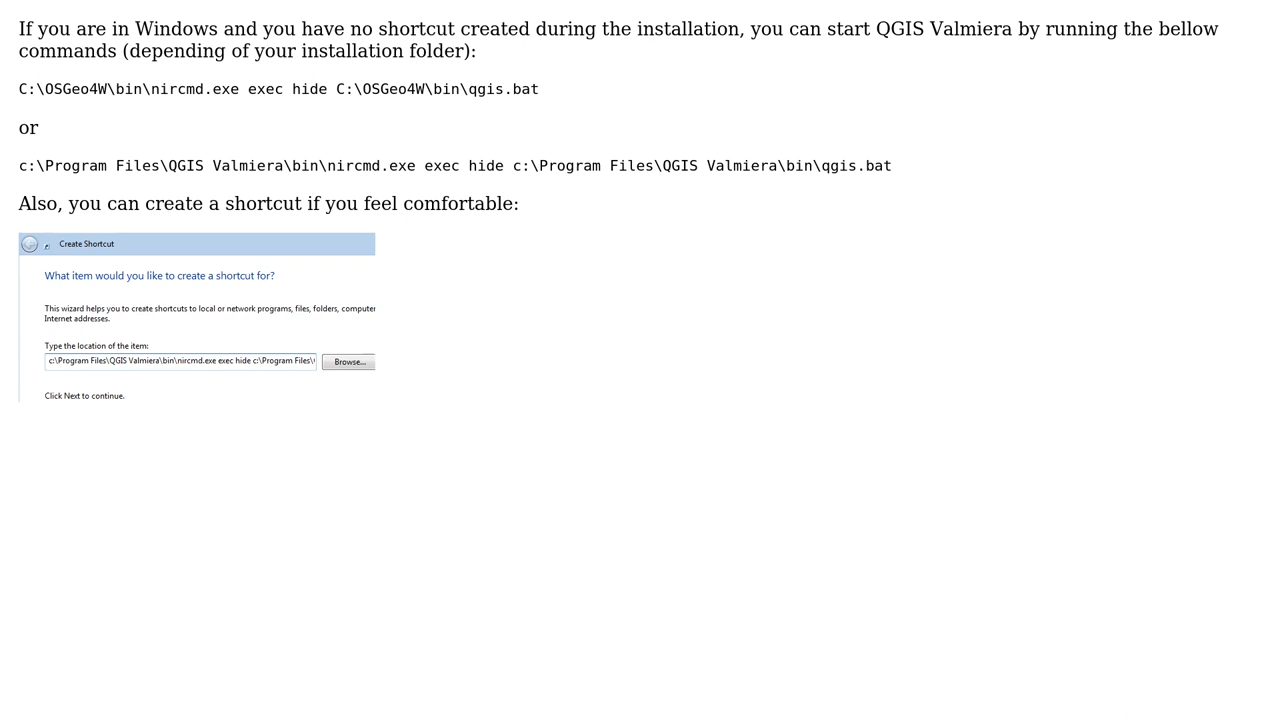 If you are in Windows and you have no shortcut created during the installation, you can start QGIS Valmiera by running the bellow
commands (depending of your installation folder):
C:\OSGeo4W\bin\nircmd.exe exec hide C:\OSGeo4W\bin\qgis.bat
or
c:\Program Files\QGIS Valmiera\bin\nircmd.exe exec hide c:\Program Files\QGIS Valmiera\bin\qgis.bat
Also, you can create a shortcut if you feel comfortable:
Create Shortcut
What item would you like to create a shortcut for?
This wizard helps you to create shortcuts to local or network programs, files, folders, computer
Internet addresses.
Type the location of the item:
c:\Program Files\QGIS Valmiera\bin\nircmd.exe exec hide c:\Program Files\
Browse...
Click Next to continue.